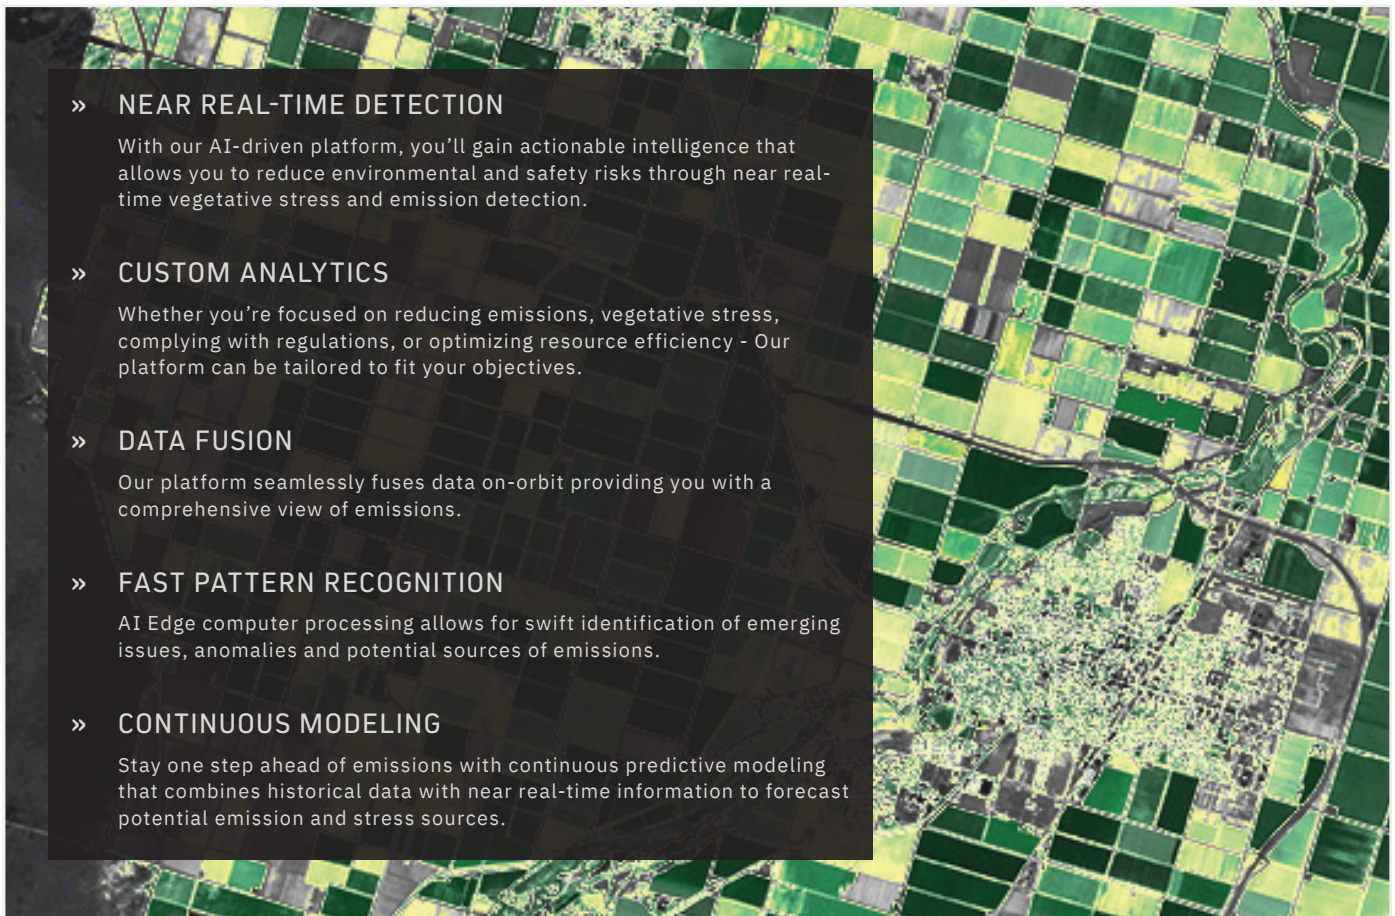 » NEAR REAL-TIME DETECTION
With our AI-driven platform, you’ll gain actionable intelligence that
allows you to reduce environmental and safety risks through near real-
time vegetative stress and emission detection.
» CUSTOM ANALYTICS
Whether you’re focused on reducing emissions, vegetative stress,
complying with regulations, or optimizing resource efficiency - Our
platform can be tailored to fit your objectives.
» DATA FUSION
Our platform seamlessly fuses data on-orbit providing you with a
comprehensive view of emissions.
» FAST PATTERN RECOGNITION
AI Edge computer processing allows for swift identification of emerging
issues, anomalies and potential sources of emissions.
» CONTINUOUS MODELING
Stay one step ahead of emissions with continuous predictive modeling
that combines historical data with near real-time information to forecast
potential emission and stress sources.